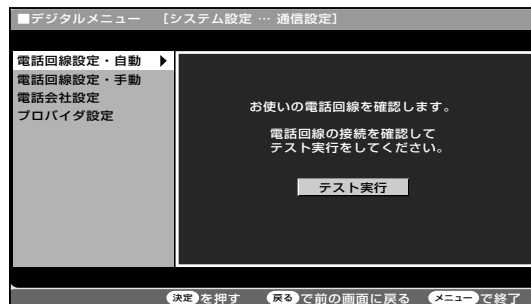 ■デジタルメニュー [システム設定 … 通信設定]
電話回線設定・自動
電話回線設定・手動
電話会社設定
プロバイダ設定
お使いの電話回線を確認します。
電話回線の接続を確認して
テスト実行をしてください。
テスト実行
決定 を押す 戻る で前の画面に戻る メニュー で終了